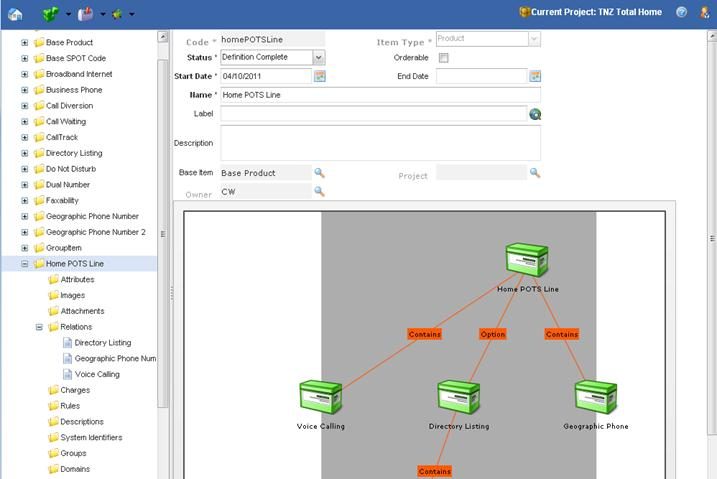 Current Project: TNZ Total Home
Base Product
Base SPOT Code
Broadband Internet
Business Phone
Call Diversion
Call Waiting
CallTrack
Directory Listing
Do Not Disturb
Dual Number
Faxability
Geographic Phone Number
Geographic Phone Number 2
GroupItem
Home POTS Line
Attributes
Images
Attachments
Relations
Directory Listing
Geographic Phone Num
Voice Calling
Charges
Rules
Descriptions
System Identifiers
Groups
Domains
Code * homePOTSLine Item Type * Product
Status * Definition Complete Orderable
Start Date * 04/10/2011 End Date
Name * Home POTS Line
Label
Description
Base Item Base Product Project
Owner CW
Home POTS Line
Contains Option Contains
Voice Calling Directory Listing Geographic Phone
Contains